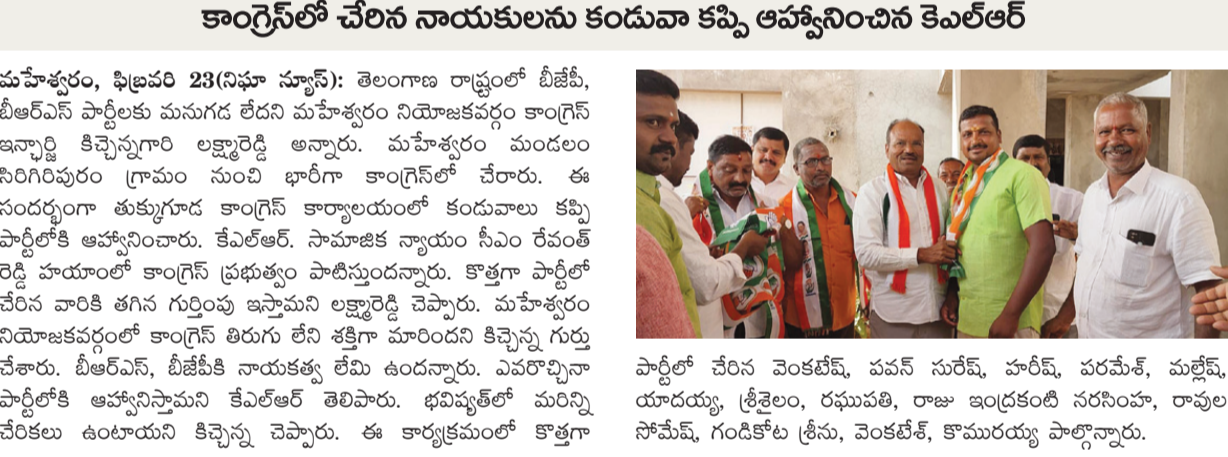 కాంగ్రెస్‌లో చేరిన నాయకులను కండువా కప్పి ఆహ్వానించిన కెఎల్ఆర్
మహేశ్వరం, ఫిబ్రవరి 23(నిఘా న్యూస్): తెలంగాణ రాష్ట్రంలో బీజేపీ,
బీఆర్ఎస్ పార్టీలకు మనుగడ లేదని మహేశ్వరం నియోజకవర్గం కాంగ్రెస్
ఇన్చార్జి కిచ్చెన్నగారి లక్ష్మారెడ్డి అన్నారు. మహేశ్వరం మండలం
సిరిగిరిపురం గ్రామం నుంచి భారీగా కాంగ్రెస్‌లో చేరారు. ఈ
సందర్భంగా తుక్కుగూడ కాంగ్రెస్ కార్యాలయంలో కండువాలు కప్పి
పార్టీలోకి ఆహ్వానించారు. కేఎల్ఆర్. సామాజిక న్యాయం సీఎం రేవంత్
రెడ్డి హయాంలో కాంగ్రెస్ ప్రభుత్వం పాటిస్తుందన్నారు. కొత్తగా పార్టీలో
చేరిన వారికి తగిన గుర్తింపు ఇస్తామని లక్ష్మారెడ్డి చెప్పారు. మహేశ్వరం
నియోజకవర్గంలో కాంగ్రెస్ తిరుగు లేని శక్తిగా మారిందని కిచ్చెన్న గుర్తు
చేశారు. బీఆర్ఎస్, బీజేపీకి నాయకత్వ లేమి ఉందన్నారు. ఎవరొచ్చినా
పార్టీలోకి ఆహ్వానిస్తామని కేఎల్ఆర్ తెలిపారు. భవిష్యత్‌లో మరిన్ని
చేరికలు ఉంటాయని కిచ్చెన్న చెప్పారు. ఈ కార్యక్రమంలో కొత్తగా
పార్టీలో చేరిన వెంకటేష్, పవన్ సురేష్, హరీష్, పరమేశ్, మల్లేష్,
యాదయ్య, శ్రీశైలం, రఘుపతి, రాజు ఇంద్రకంటి నరసింహ, రావుల
సోమేష్, గండికోట శ్రీను, వెంకటేశ్, కొమురయ్య పాల్గొన్నారు.